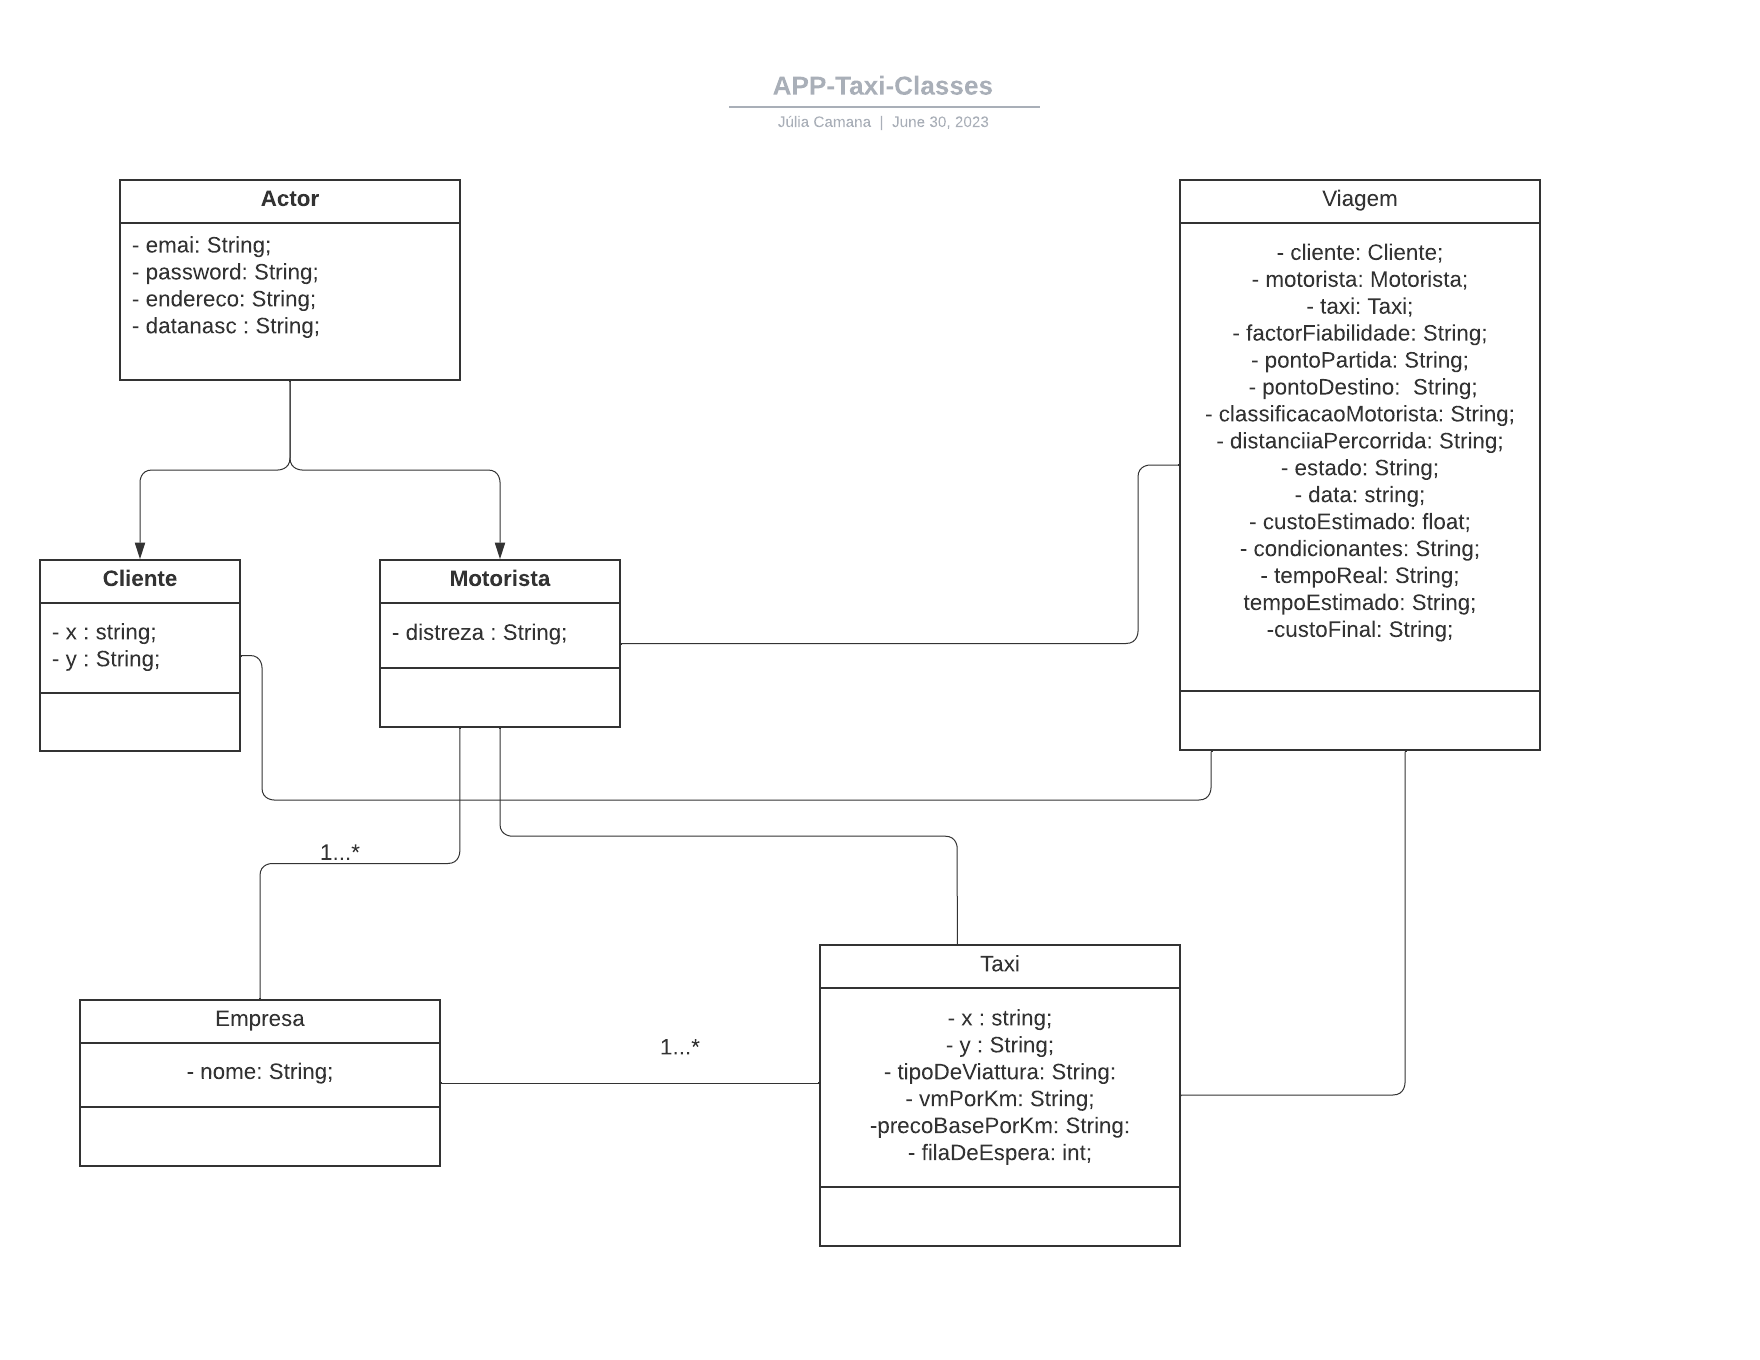 APP-Taxi-Classes
Júlia Camana | June 30, 2023
Actor
- emai: String;
- password: String;
- endereco: String;
- datanasc : String;
Viagem
- cliente: Cliente;
- motorista: Motorista;
- taxi: Taxi;
- factorFiabilidade: String;
- pontoPartida: String;
- pontoDestino:  String;
- classificacaoMotorista: String;
- distanciiaPercorrida: String;
- estado: String;
- data: string;
- custoEstimado: float;
- condicionantes: String;
- tempoReal: String;
tempoEstimado: String;
-custoFinal: String;
Cliente
- x : string;
- y : String;
Motorista
- distreza : String;
1...*
Empresa
- nome: String;
1...*
Taxi
- x : string;
- y : String;
- tipoDeViattura: String:
- vmPorKm: String;
-precoBasePorKm: String:
- filaDeEspera: int;